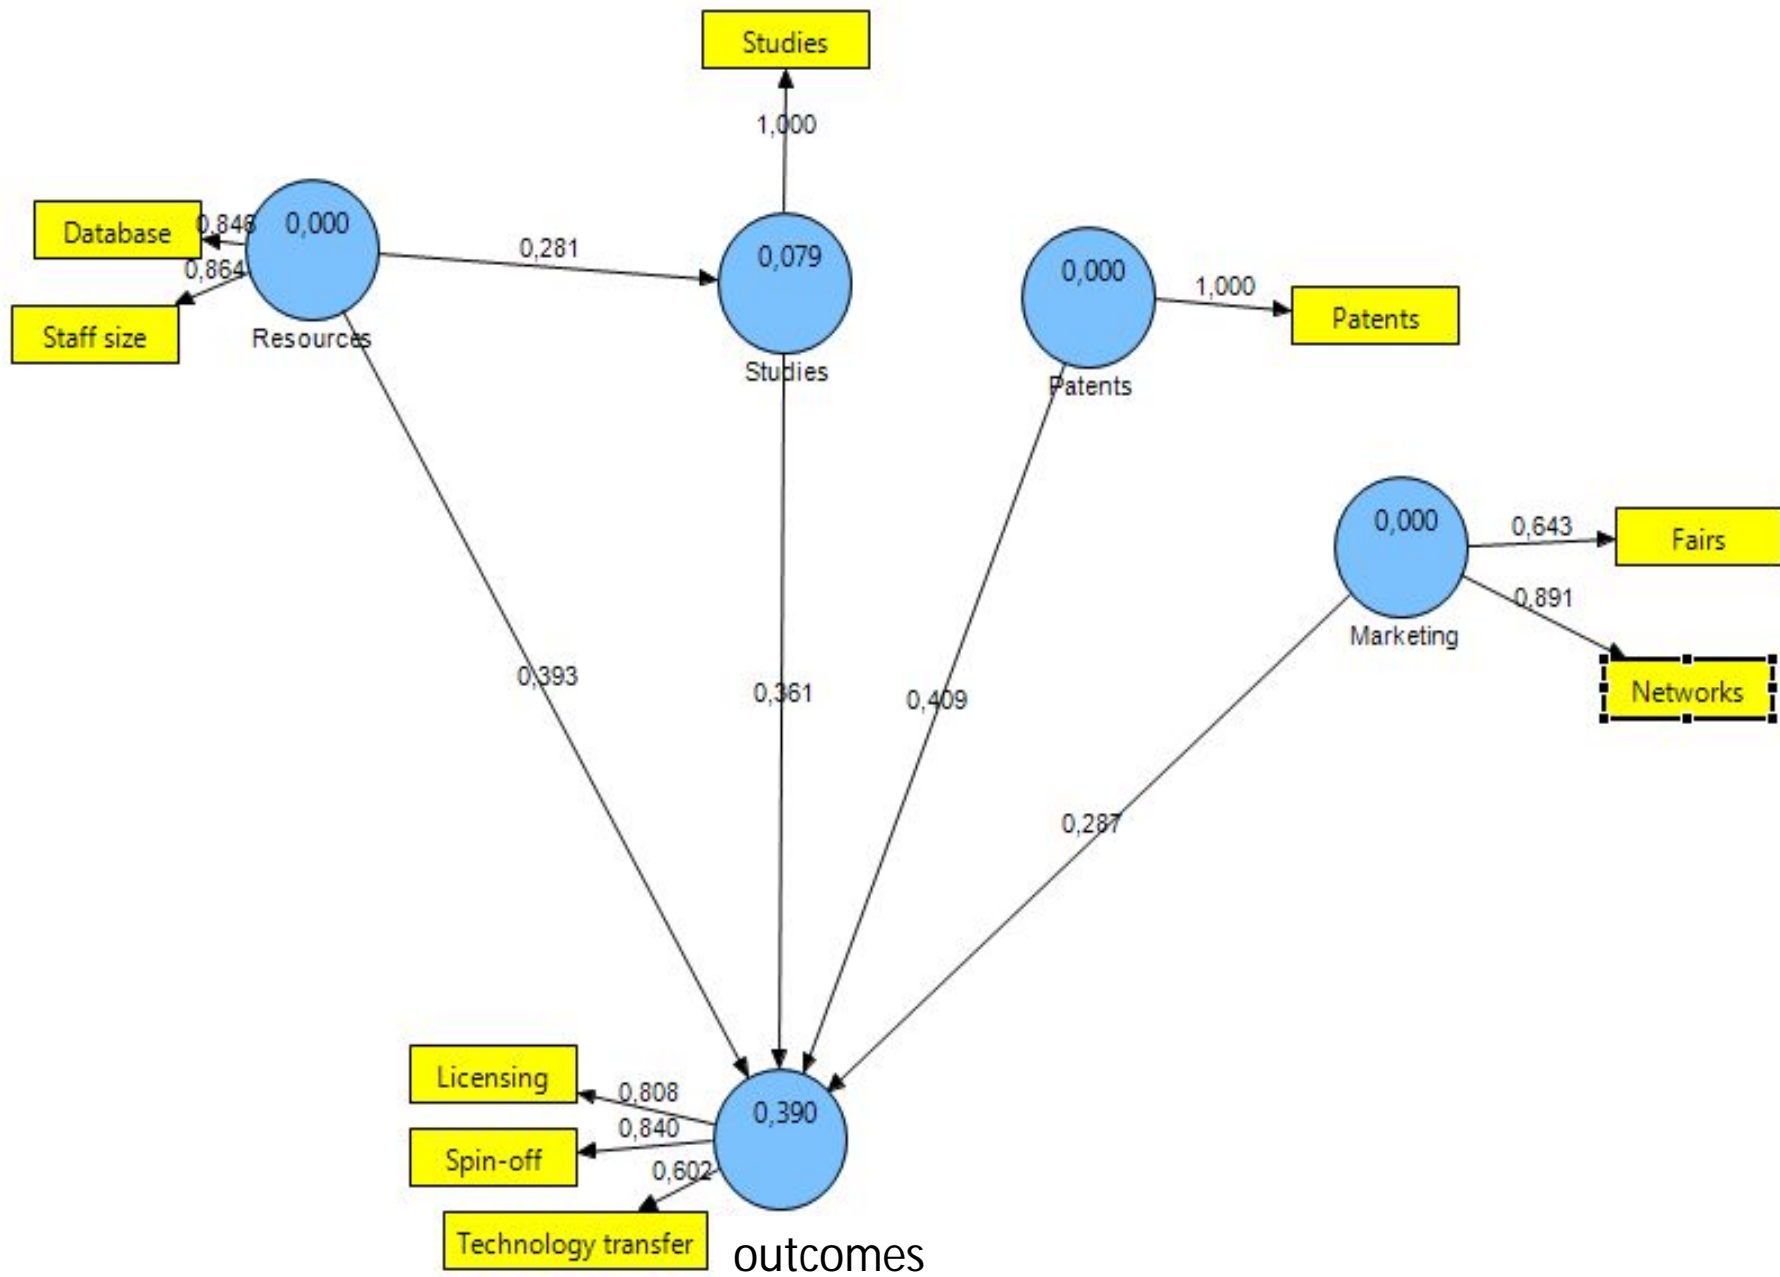 Studies
1,000
Database
0,846
0,000
0,864
Staff size
Resources
0,281
0,079
Studies
0,000
Patents
1,000
Patents
0,000
Marketing
0,643
Fairs
0,891
Networks
0,393
0,361
0,409
0,287
Licensing
0,808
0,390
Spin-off
0,840
0,602
Technology transfer
outcomes